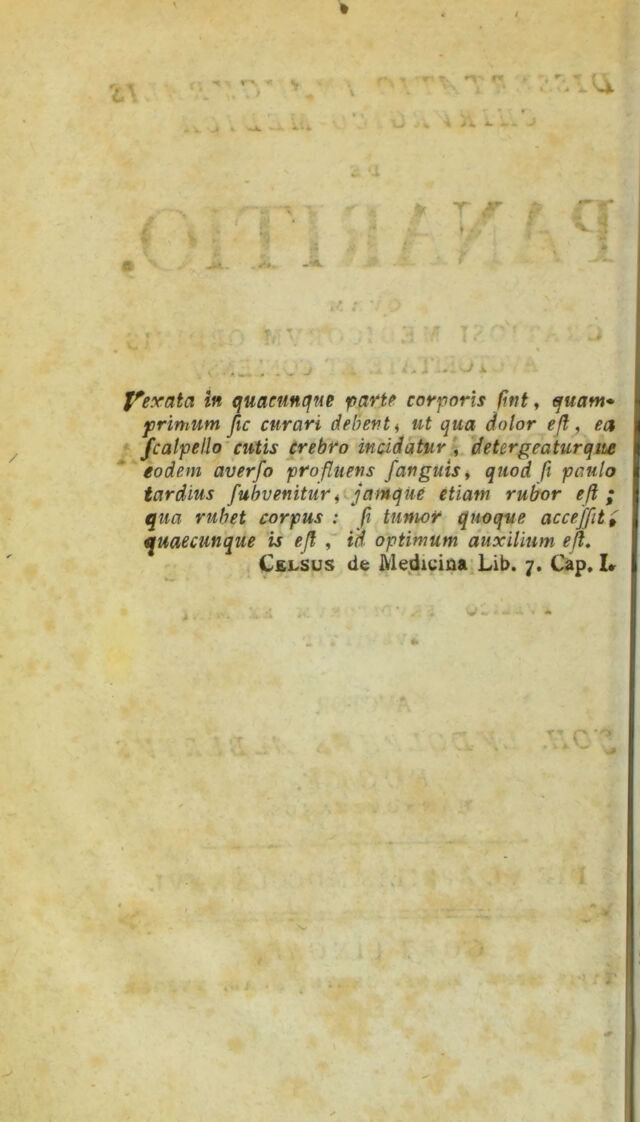 Vexata in quacunque parte corporis ſint, quam-
primum ſic curari debent, ut qua dolor eſt, ea
ſcalpello cutis crebro incidatur, detergeaturque
eodem averſo profluens ſanguis, quod ſi paulo
tardius ſubvenitur, jamque etiam rubor eſt;
qua rubet corpus: ſi tumor quoque acceſſit,
quaecunque is eſt, id optimum auxilium eſt.
CELSUS de Medicina Lib. 7. Cap. I.